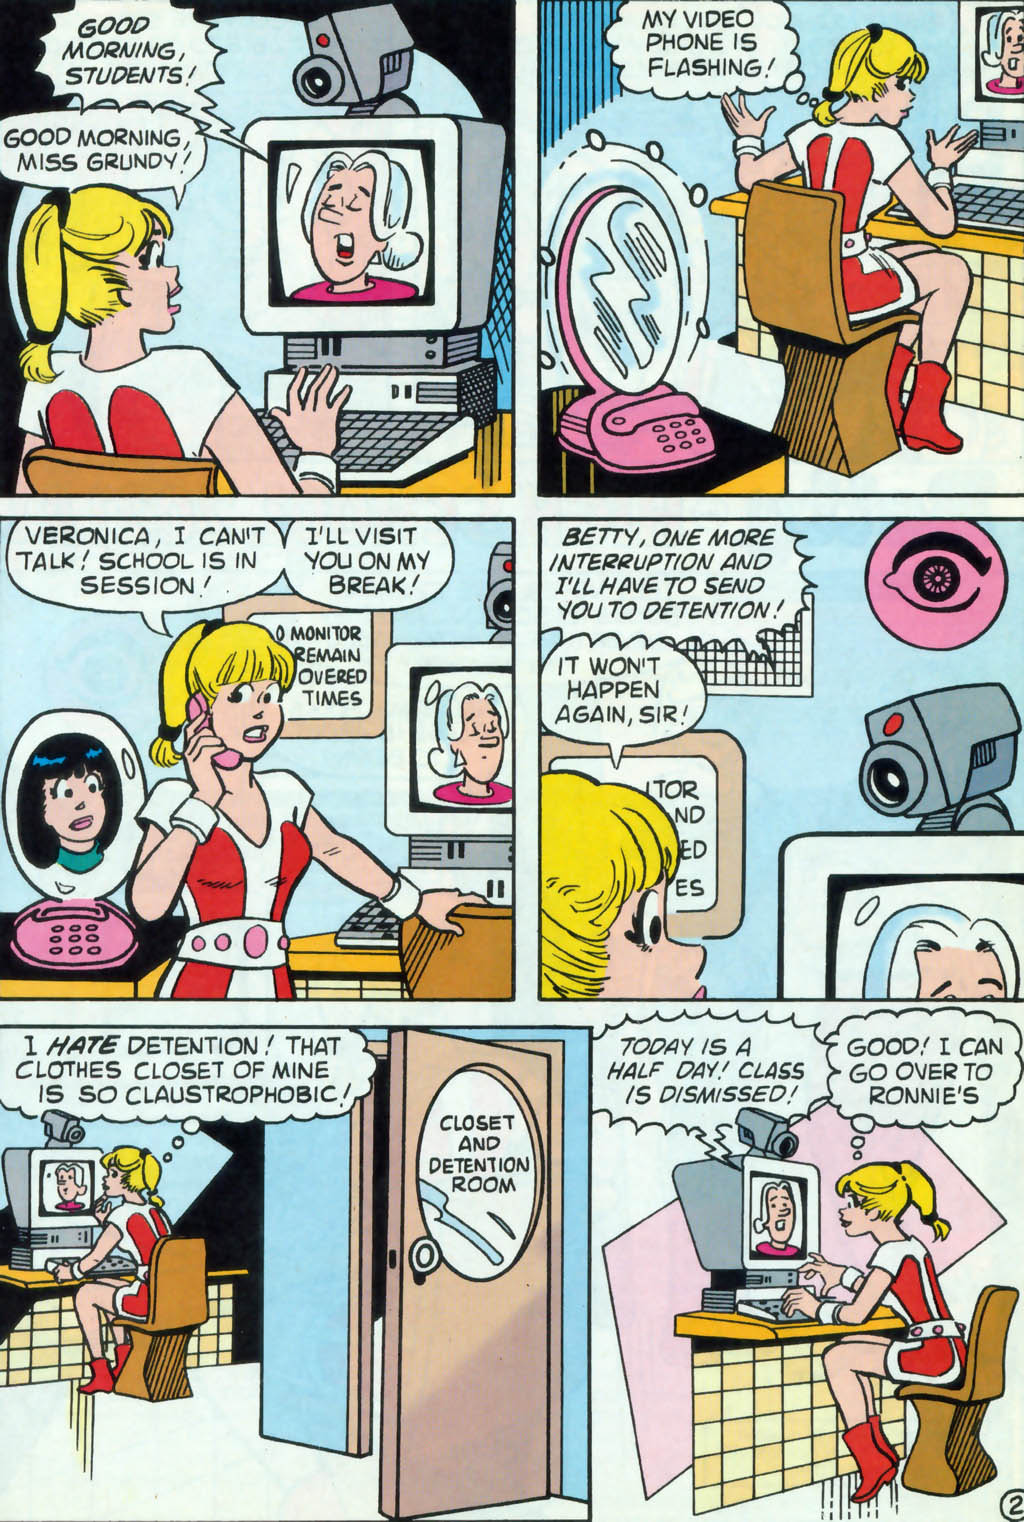 GOOD
MORNING,
STUDENTS!
GOOD MORNING,
MISS GRUNDY!
MY VIDEO
PHONE IS
FLASHING!
VERONICA, I CAN'T
TALK! SCHOOL IS IN
SESSION!
I'LL VISIT
YOU ON MY
BREAK!
O MONITOR
REMAIN
OVERED
TIMES
BETTY, ONE MORE
INTERRUPTION AND
I'LL HAVE TO SEND
YOU TO DETENTION!
IT WON'T
HAPPEN
AGAIN, SIR!
ITOR
ND
ED
ES
I HATE DETENTION! THAT
CLOTHES CLOSET OF MINE
IS SO CLAUSTROPHOBIC!
CLOSET
AND
DETENTION
ROOM
TODAY IS A
HALF DAY! CLASS
IS DISMISSED!
GOOD! I CAN
GO OVER TO
RONNIE'S
2